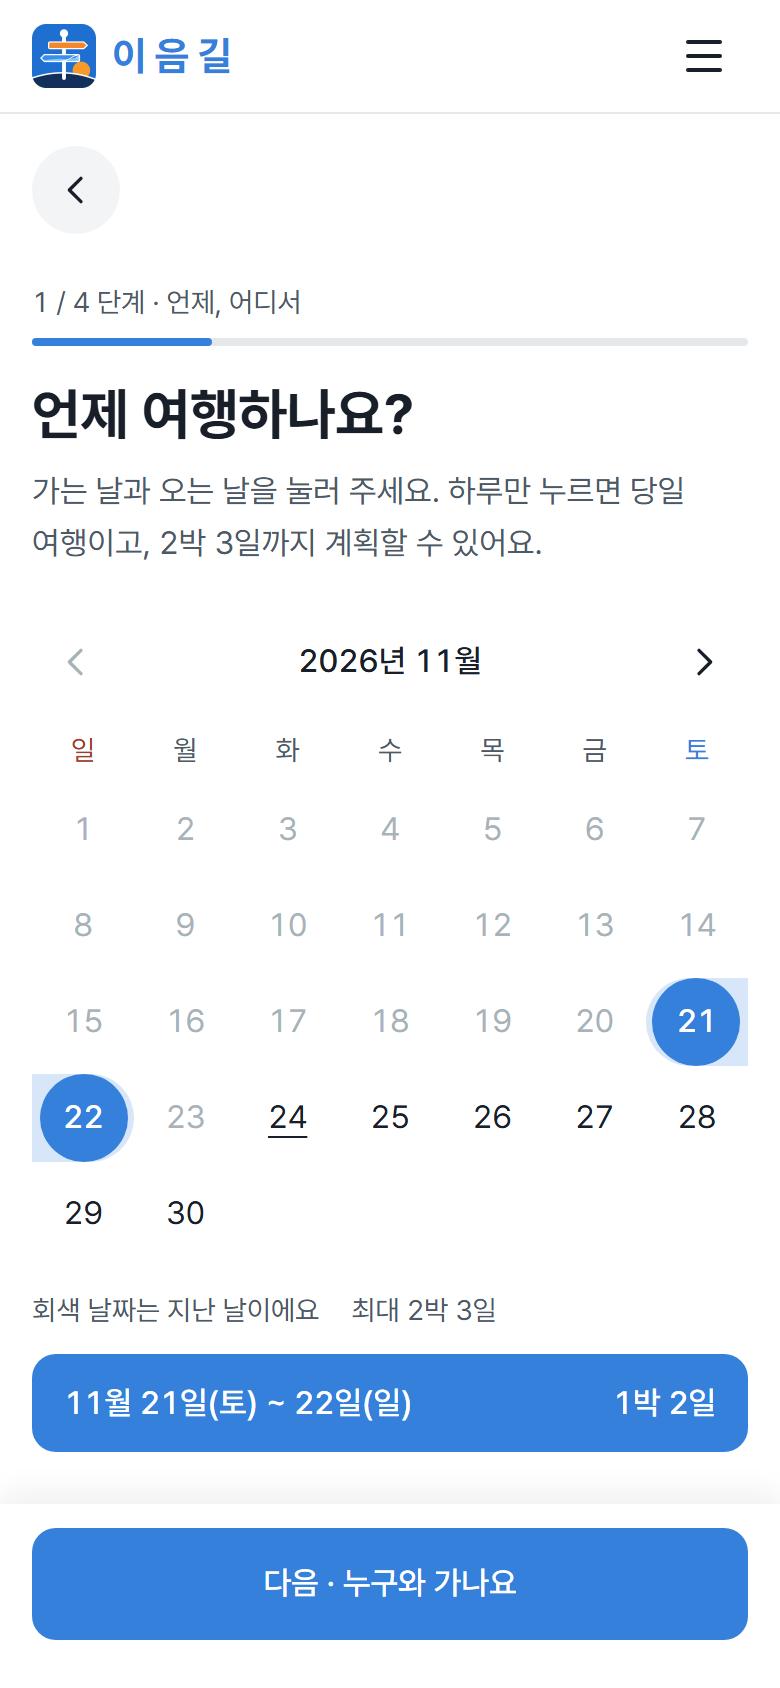 이음길
1 / 4 단계 · 언제, 어디서
언제 여행하나요?
가는 날과 오는 날을 눌러 주세요. 하루만 누르면 당일
여행이고, 2박 3일까지 계획할 수 있어요.
2026년 11월
일 월 화 수 목 금 토
1 2 3 4 5 6 7
8 9 10 11 12 13 14
15 16 17 18 19 20 21
22 23 24 25 26 27 28
29 30
회색 날짜는 지난 날이에요 최대 2박 3일
11월 21일(토) ~ 22일(일) 1박 2일
다음 · 누구와 가나요